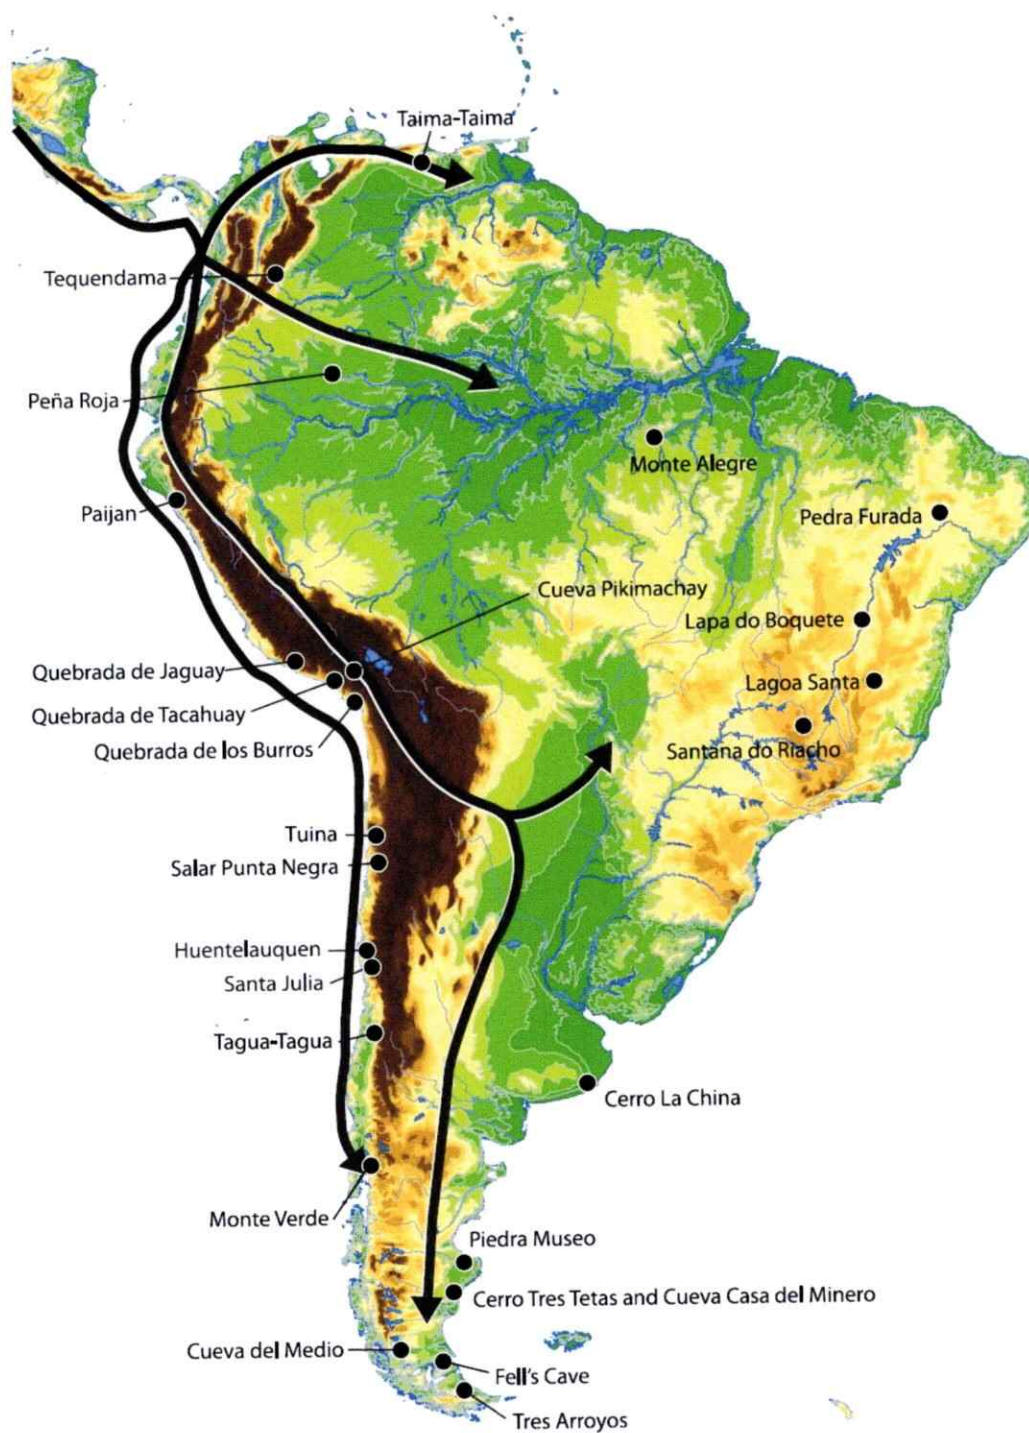 Taima-Taima
Tequendama
Peña Roja
Monte Alegre
Paijan
Pedra Furada
Cueva Pikimachay
Lapa do Boquete
Quebrada de Jaguay
Lagoa Santa
Quebrada de Tacahuay
Quebrada de los Burros
Santana do Riacho
Tuina
Salar Punta Negra
Huentelauquen
Santa Julia
Tagua-Tagua
Cerro La China
Monte Verde
Piedra Museo
Cerro Tres Tetas and Cueva Casa del Minero
Cueva del Medio
Fell's Cave
Tres Arroyos